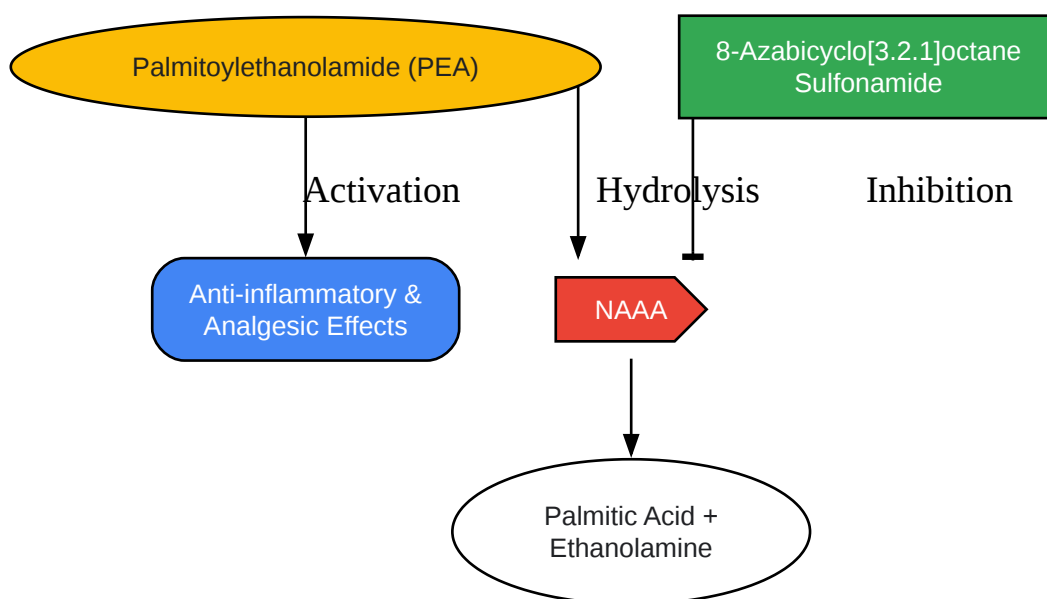 Palmitoylethanolamide (PEA)
8-Azabicyclo[3.2.1]octane
Sulfonamide
Activation
Hydrolysis
Inhibition
Anti-inflammatory &
Analgesic Effects
NAAA
Palmitic Acid +
Ethanolamine